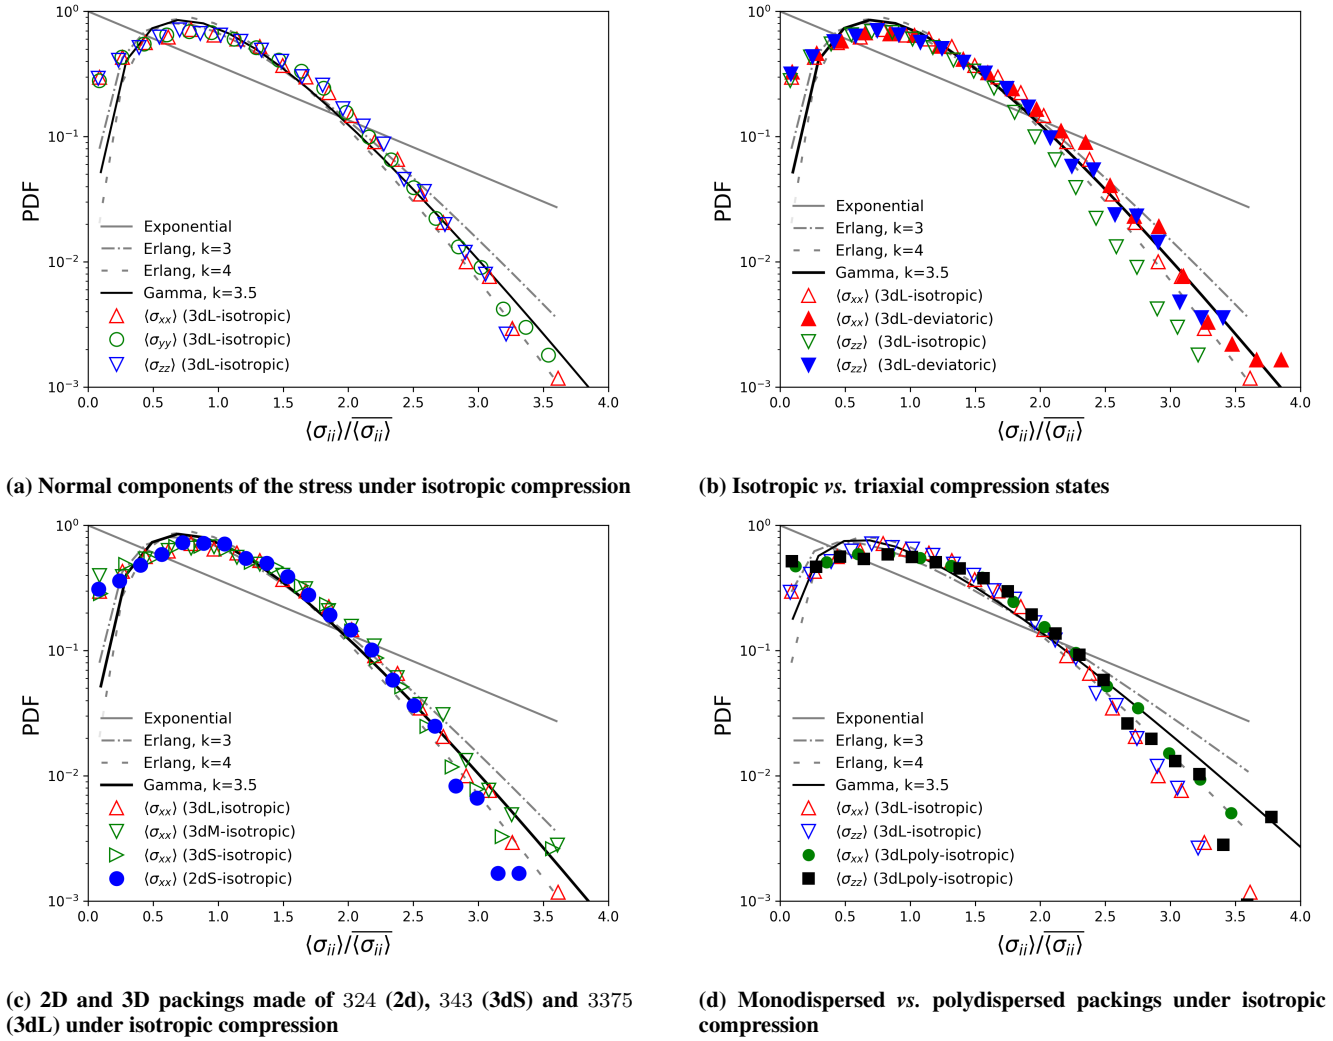 10⁰
10⁻¹
10⁻²
10⁻³
PDF
Exponential
Erlang, k=3
Erlang, k=4
Gamma, k=3.5
⟨σxx⟩ (3dL-isotropic)
⟨σyy⟩ (3dL-isotropic)
⟨σzz⟩ (3dL-isotropic)
0.0 0.5 1.0 1.5 2.0 2.5 3.0 3.5 4.0
⟨σii⟩/⟨σii⟩
(a) Normal components of the stress under isotropic compression
10⁰
10⁻¹
10⁻²
10⁻³
PDF
Exponential
Erlang, k=3
Erlang, k=4
Gamma, k=3.5
⟨σxx⟩ (3dL-isotropic)
⟨σxx⟩ (3dL-deviatoric)
⟨σzz⟩ (3dL-isotropic)
⟨σzz⟩ (3dL-deviatoric)
0.0 0.5 1.0 1.5 2.0 2.5 3.0 3.5 4.0
⟨σii⟩/⟨σii⟩
(b) Isotropic vs. triaxial compression states
10⁰
10⁻¹
10⁻²
10⁻³
PDF
Exponential
Erlang, k=3
Erlang, k=4
Gamma, k=3.5
⟨σxx⟩ (3dL,isotropic)
⟨σxx⟩ (3dM-isotropic)
⟨σxx⟩ (3dS-isotropic)
⟨σxx⟩ (2dS-isotropic)
0.0 0.5 1.0 1.5 2.0 2.5 3.0 3.5 4.0
⟨σii⟩/⟨σii⟩
(c) 2D and 3D packings made of 324 (2d), 343 (3dS) and 3375
(3dL) under isotropic compression
10⁰
10⁻¹
10⁻²
10⁻³
PDF
Exponential
Erlang, k=3
Erlang, k=4
Gamma, k=3.5
⟨σxx⟩ (3dL-isotropic)
⟨σzz⟩ (3dL-isotropic)
⟨σxx⟩ (3dLpoly-isotropic)
⟨σzz⟩ (3dLpoly-isotropic)
0.0 0.5 1.0 1.5 2.0 2.5 3.0 3.5 4.0
⟨σii⟩/⟨σii⟩
(d) Monodispersed vs. polydispersed packings under isotropic
compression